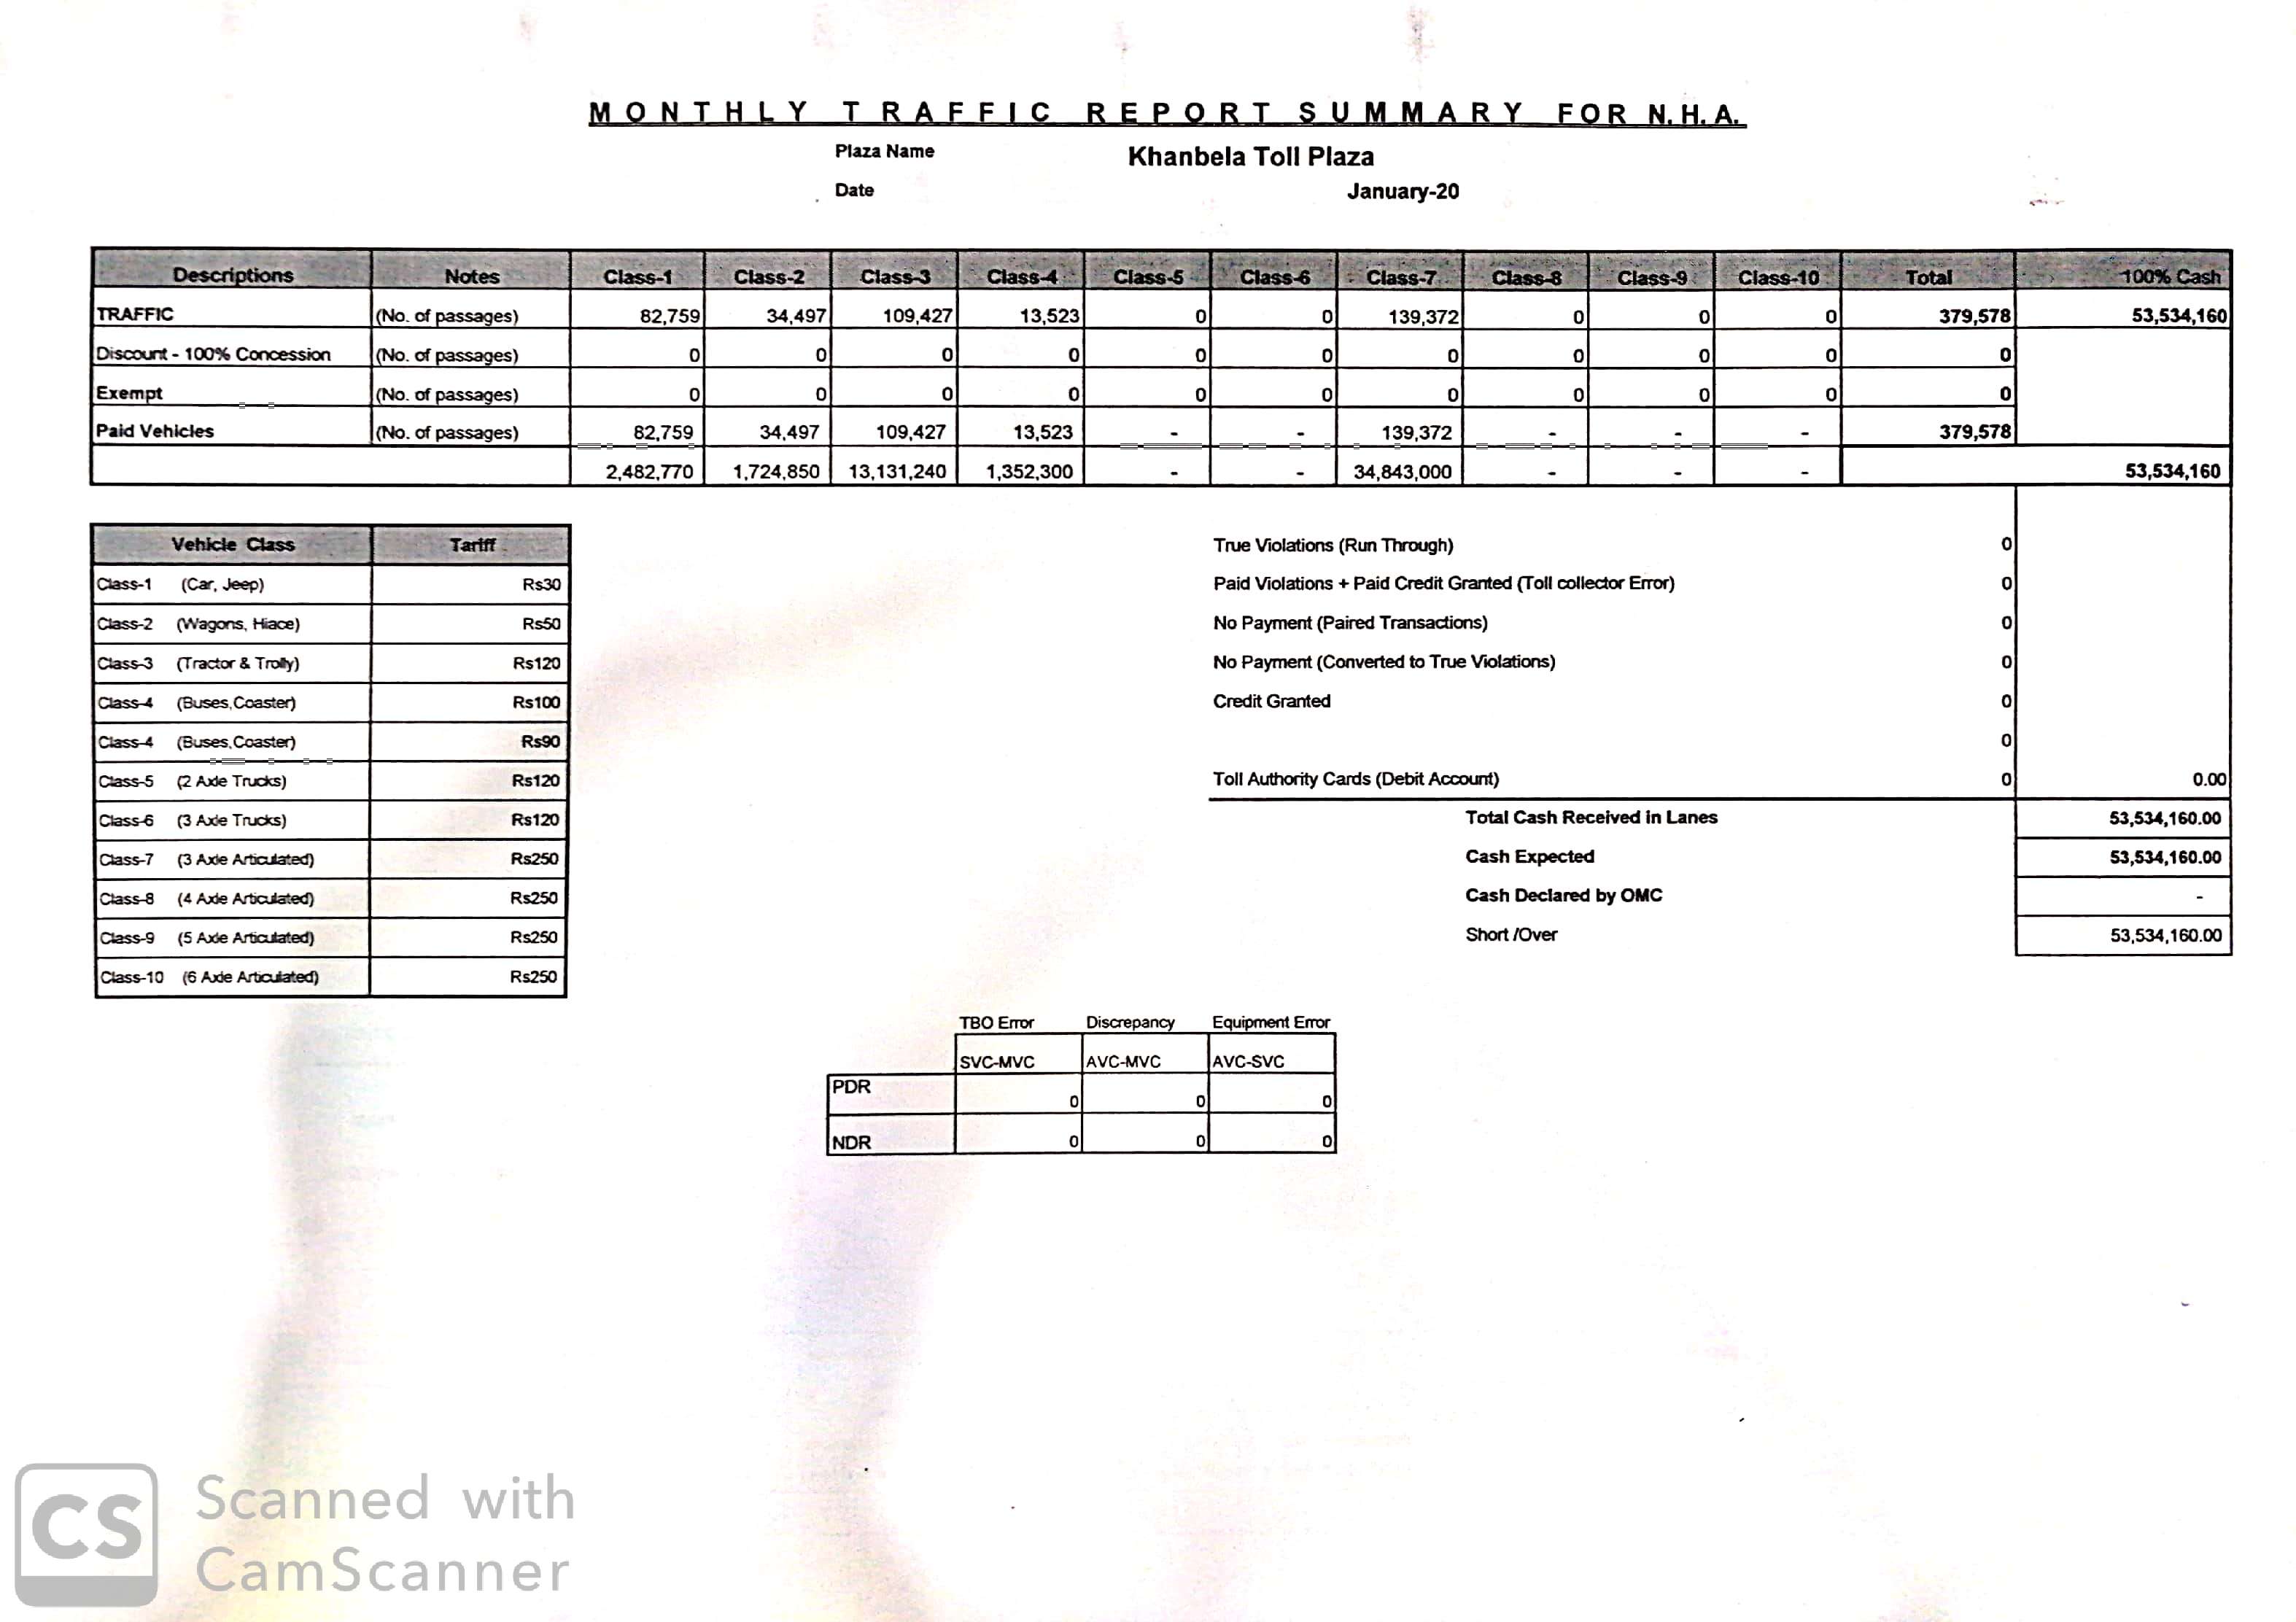 MONTHLY TRAFFIC REPORT SUMMARY FOR N.H.A.
Plaza Name Khanbela Toll Plaza
Date January-20
Descriptions Notes Class-1 Class-2 Class-3 Class-4 Class-5 Class-6 Class-7 Class-8 Class-9 Class-10 Total 100% Cash
TRAFFIC (No. of passages) 82,759 34,497 109,427 13,523 0 0 139,372 0 0 0 379,578 53,534,160
Discount - 100% Concession (No. of passages) 0 0 0 0 0 0 0 0 0 0 0
Exempt (No. of passages) 0 0 0 0 0 0 0 0 0 0 0
Paid Vehicles (No. of passages) 82,759 34,497 109,427 13,523 - - 139,372 - - - 379,578
2,482,770 1,724,850 13,131,240 1,352,300 - - 34,843,000 - - - 53,534,160
Vehicle Class Tariff
Class-1 (Car, Jeep) Rs30
Class-2 (Wagons, Hiace) Rs50
Class-3 (Tractor & Trolly) Rs120
Class-4 (Buses,Coaster) Rs100
Class-4 (Buses,Coaster) Rs90
Class-5 (2 Axle Trucks) Rs120
Class-6 (3 Axle Trucks) Rs120
Class-7 (3 Axle Articulated) Rs250
Class-8 (4 Axle Articulated) Rs250
Class-9 (5 Axle Articulated) Rs250
Class-10 (6 Axle Articulated) Rs250
True Violations (Run Through) 0
Paid Violations + Paid Credit Granted (Toll collector Error) 0
No Payment (Paired Transactions) 0
No Payment (Converted to True Violations) 0
Credit Granted 0
0
Toll Authority Cards (Debit Account) 0 0.00
Total Cash Received in Lanes 53,534,160.00
Cash Expected 53,534,160.00
Cash Declared by OMC -
Short /Over 53,534,160.00
TBO Error Discrepancy Equipment Error
SVC-MVC AVC-MVC AVC-SVC
PDR 0 0 0
NDR 0 0 0
CS Scanned with
CamScanner